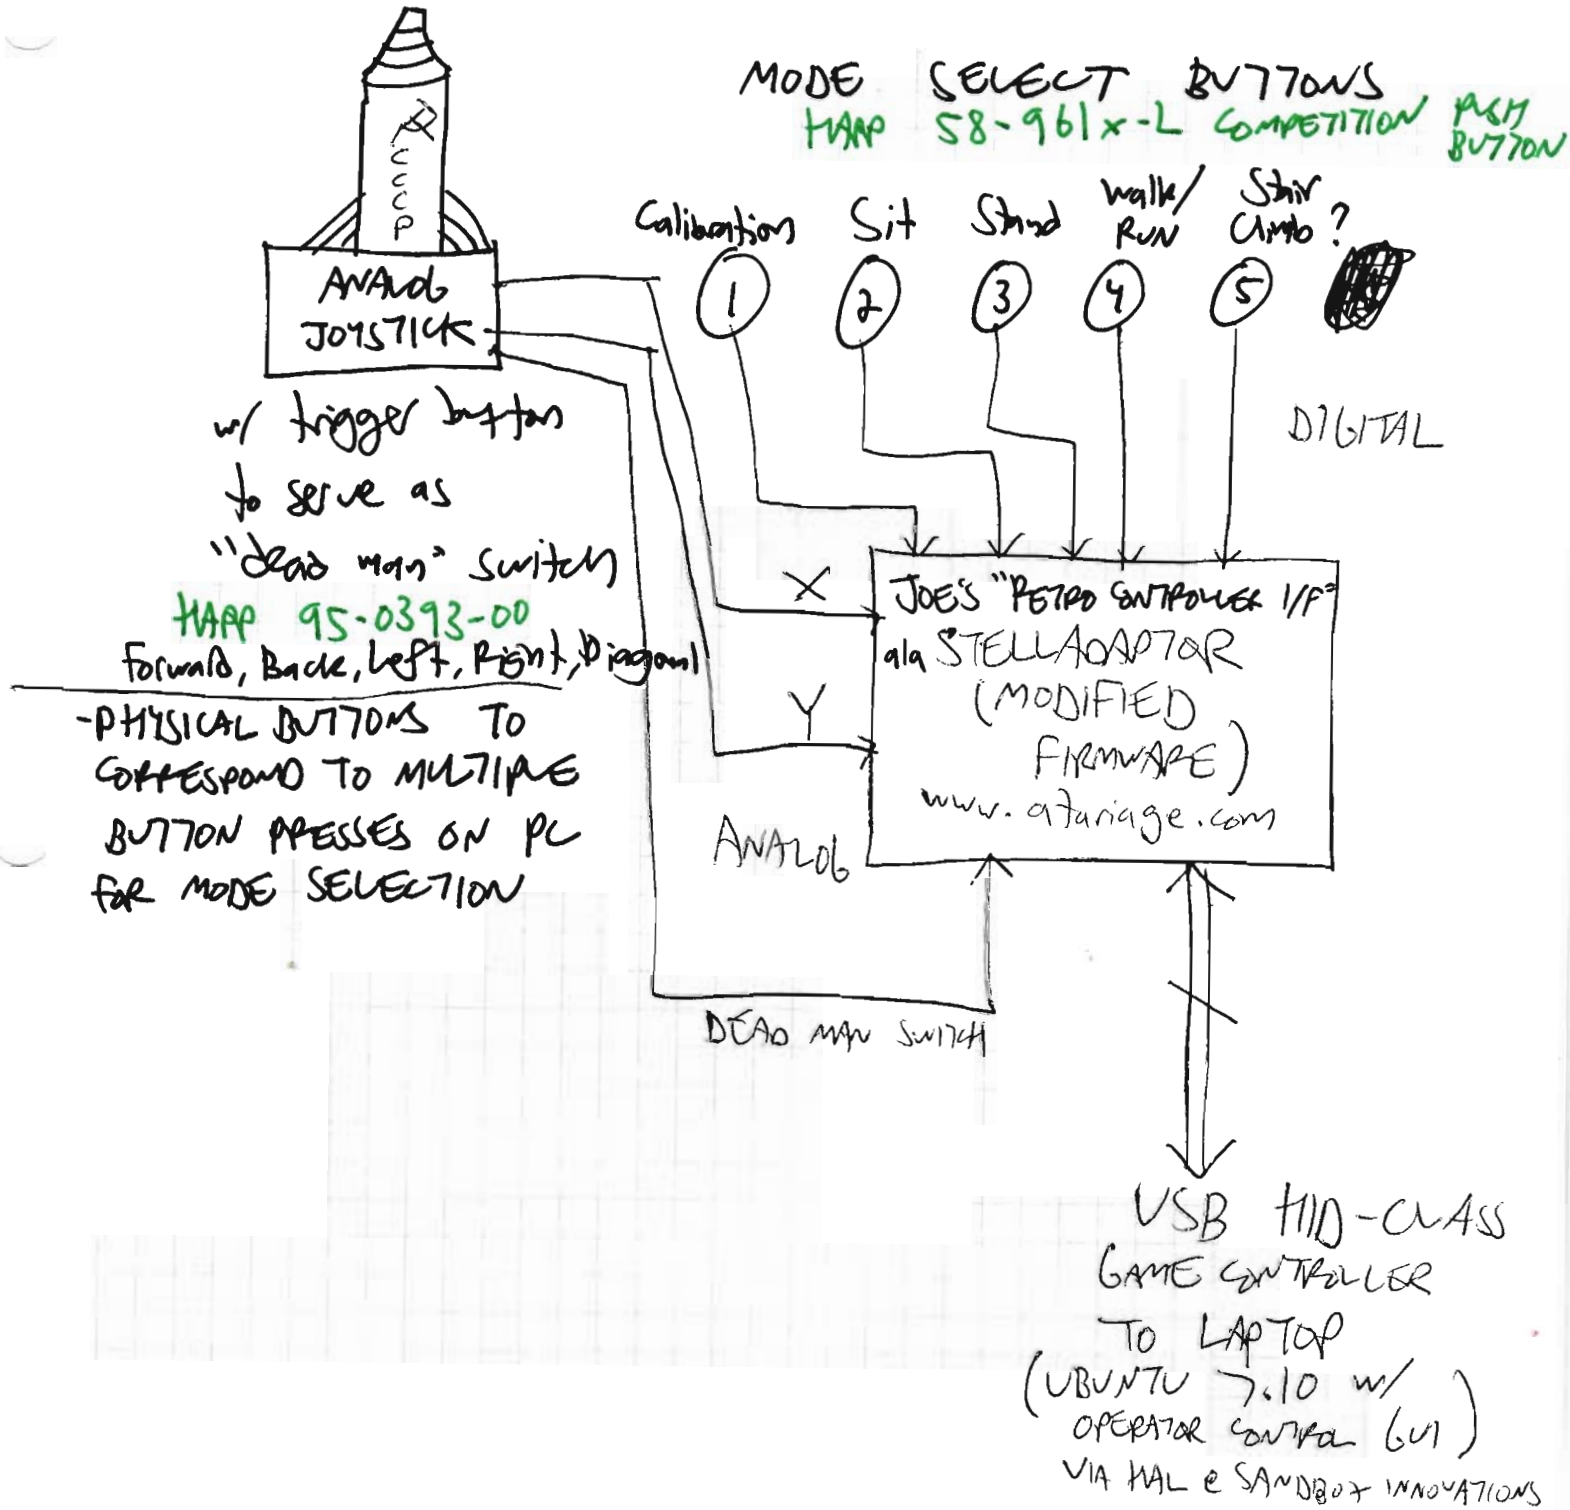 MODE SELECT BUTTONS
HAPP 58-961x-L COMPETITION PUSH
BUTTON
CCCP
ANALOG
JOYSTICK
w/ trigger button
to serve as
"dead man" switch
HAPP 95-0393-00
Forward, Back, Left, Right, Diagonal
-PHYSICAL BUTTONS TO
CORRESPOND TO MULTIPLE
BUTTON PRESSES ON PC
FOR MODE SELECTION
Calibration
1
Sit
2
Stand
3
Walk/
RUN
4
Stair
Climb?
5
DIGITAL
X
Y
ANALOG
JOE'S "RETRO CONTROLLER I/F"
ala STELLADAPTOR
(MODIFIED
FIRMWARE)
www.atariage.com
DEAD MAN SWITCH
USB HID-CLASS
GAME CONTROLLER
TO LAPTOP
(UBUNTU 7.10 w/
OPERATOR CONTROL GUI)
VIA HAL @ SANDBOX INNOVATIONS